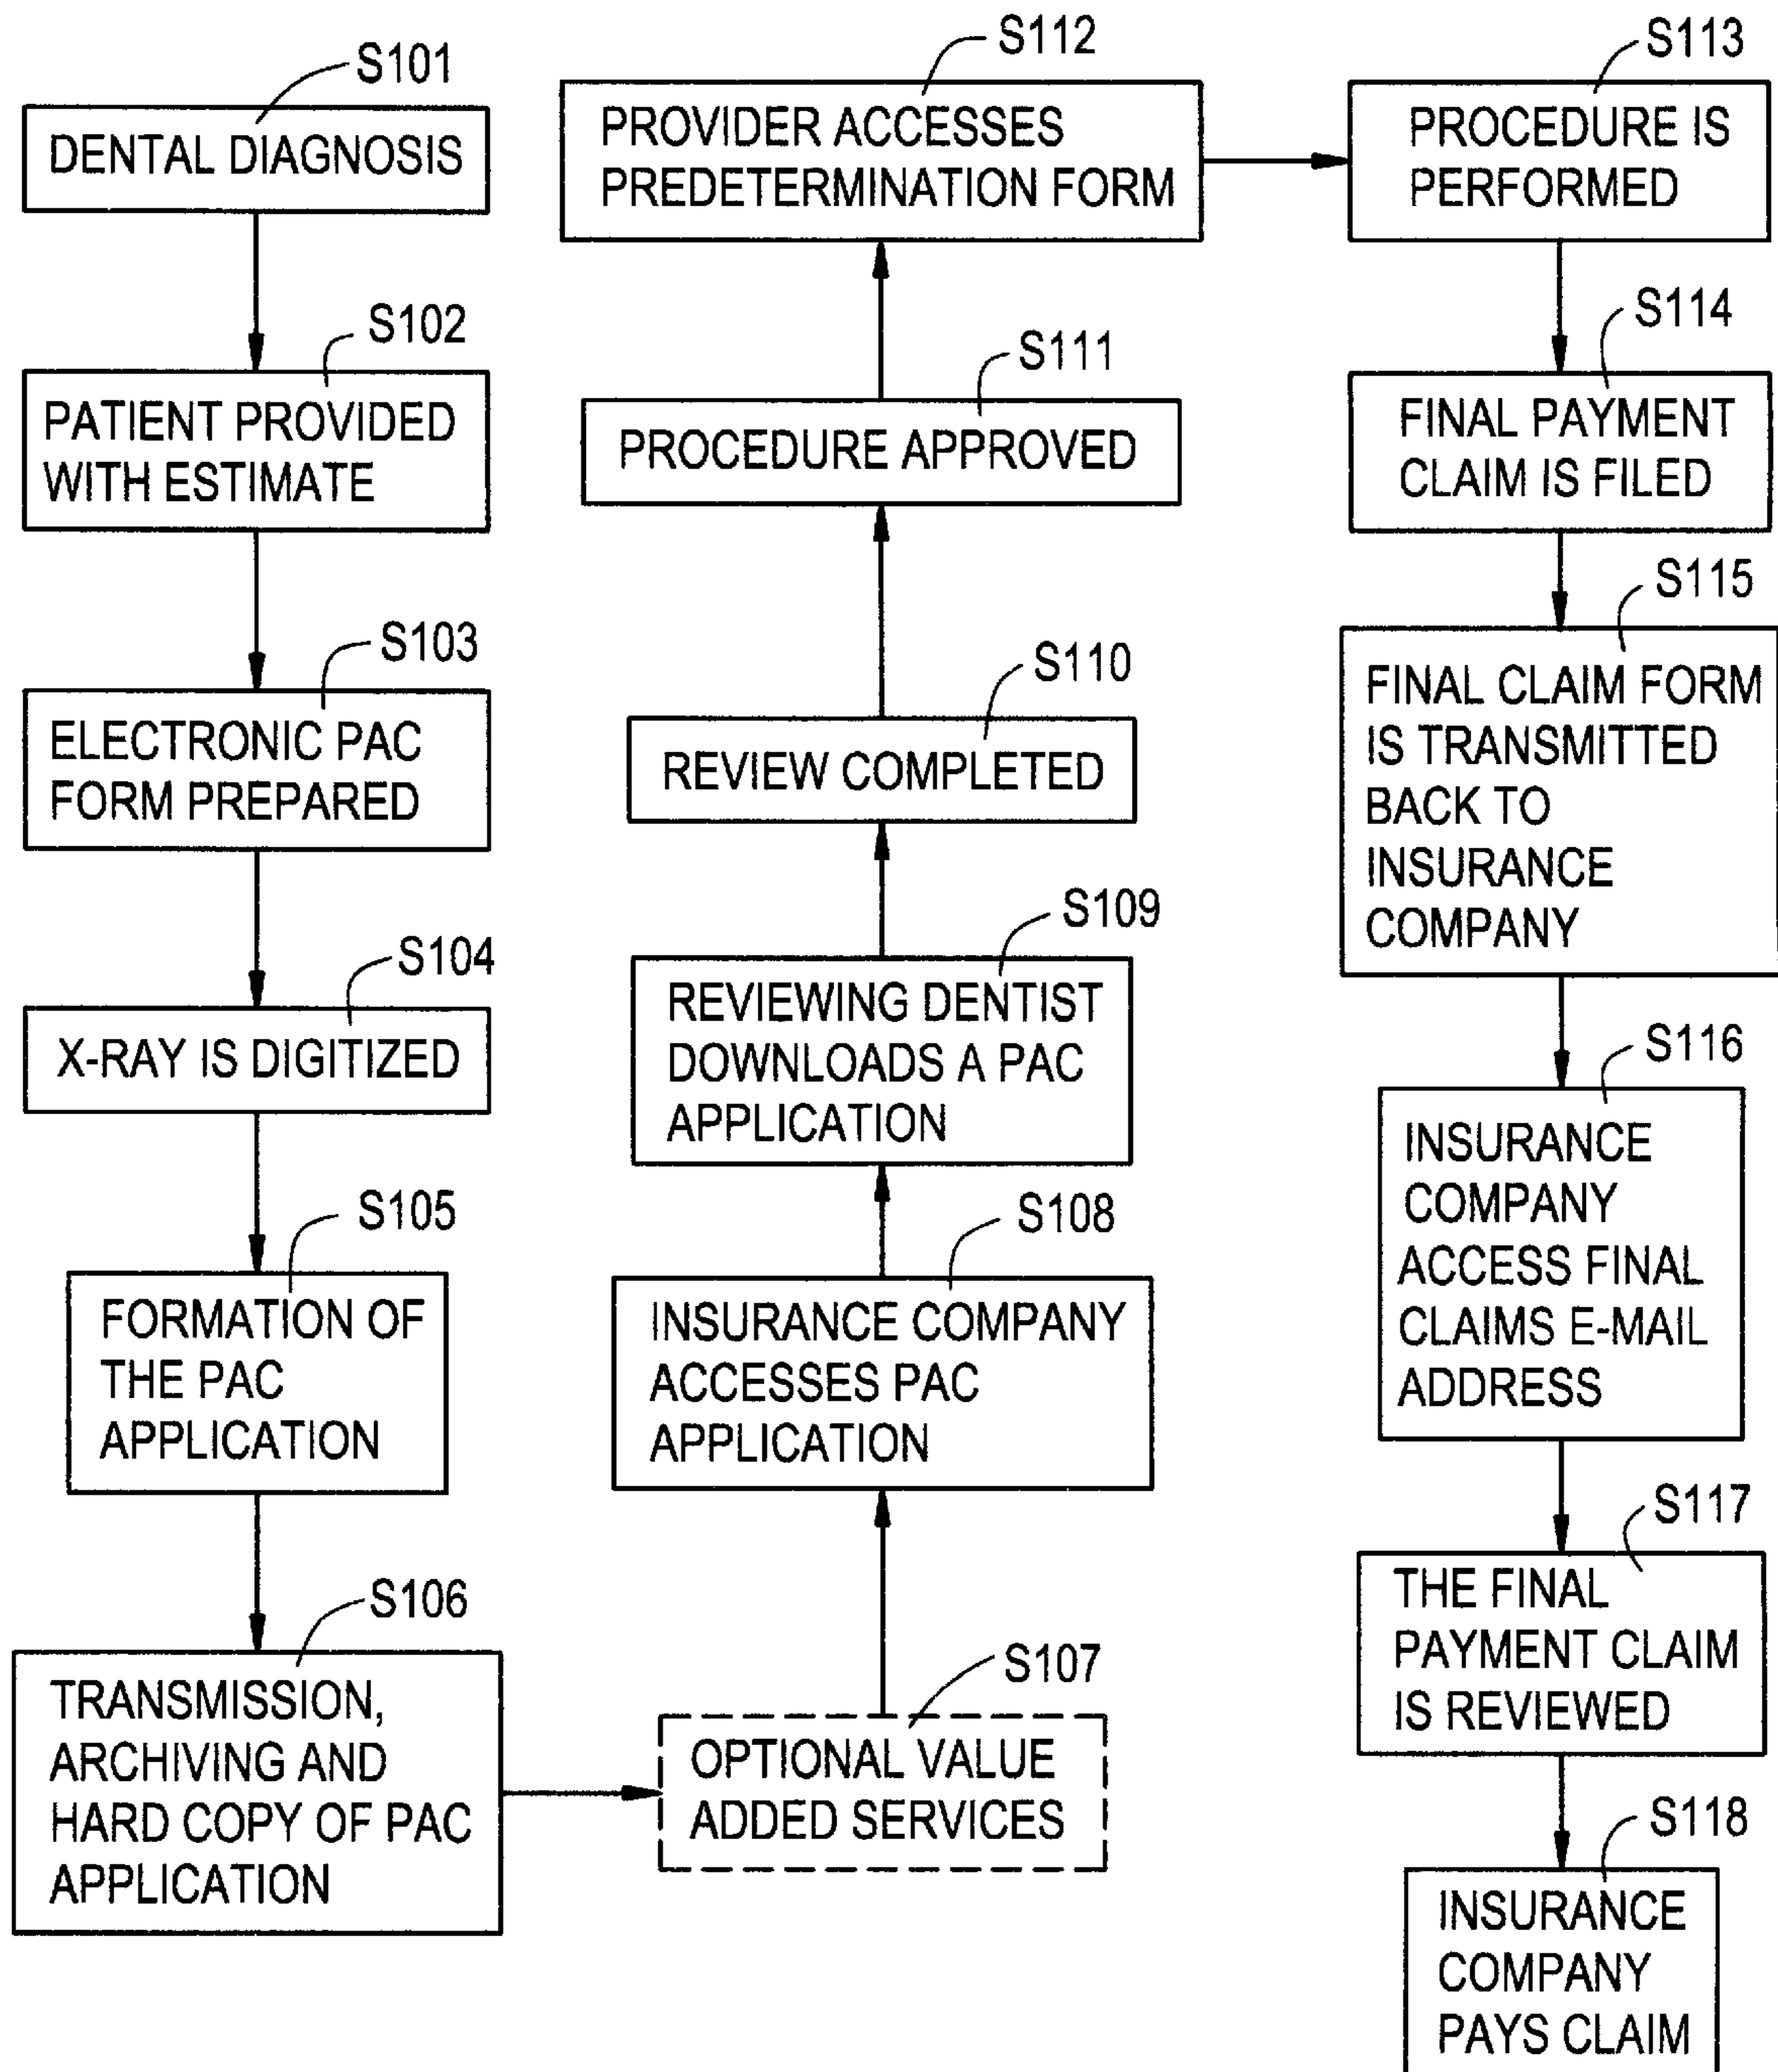 S101
DENTAL DIAGNOSIS
S102
PATIENT PROVIDED
WITH ESTIMATE
S103
ELECTRONIC PAC
FORM PREPARED
S104
X-RAY IS DIGITIZED
S105
FORMATION OF
THE PAC
APPLICATION
S106
TRANSMISSION,
ARCHIVING AND
HARD COPY OF PAC
APPLICATION
S107
OPTIONAL VALUE
ADDED SERVICES
S108
INSURANCE COMPANY
ACCESSES PAC
APPLICATION
S109
REVIEWING DENTIST
DOWNLOADS A PAC
APPLICATION
S110
REVIEW COMPLETED
S111
PROCEDURE APPROVED
S112
PROVIDER ACCESSES
PREDETERMINATION FORM
S113
PROCEDURE IS
PERFORMED
S114
FINAL PAYMENT
CLAIM IS FILED
S115
FINAL CLAIM FORM
IS TRANSMITTED
BACK TO
INSURANCE
COMPANY
S116
INSURANCE
COMPANY
ACCESS FINAL
CLAIMS E-MAIL
ADDRESS
S117
THE FINAL
PAYMENT CLAIM
IS REVIEWED
S118
INSURANCE
COMPANY
PAYS CLAIM